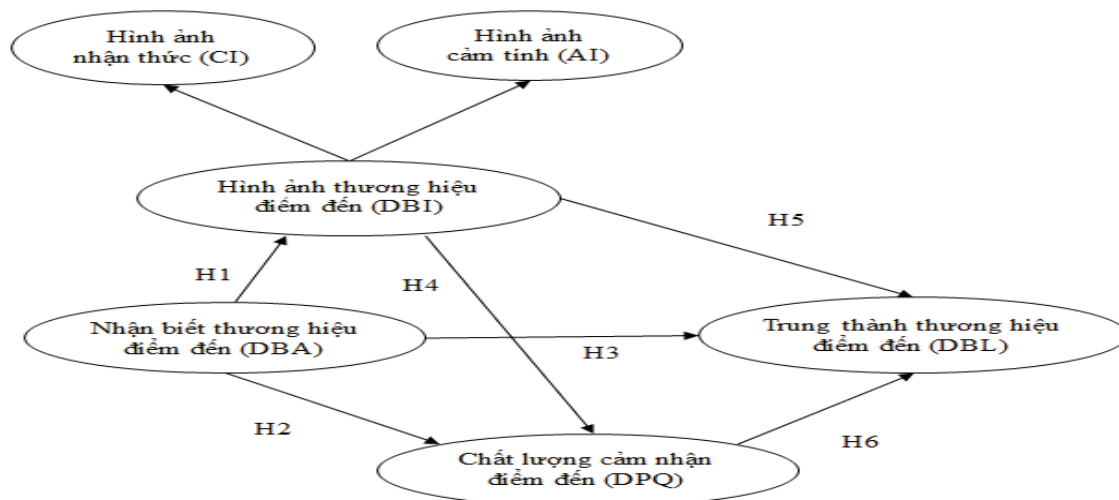 Hình ảnh
nhận thức (CI)
Hình ảnh
cảm tính (AI)
Hình ảnh thương hiệu
điểm đến (DBI)
H5
H1
H4
Nhận biết thương hiệu
điểm đến (DBA)
H3
Trung thành thương hiệu
điểm đến (DBL)
H2
H6
Chất lượng cảm nhận
điểm đến (DPQ)